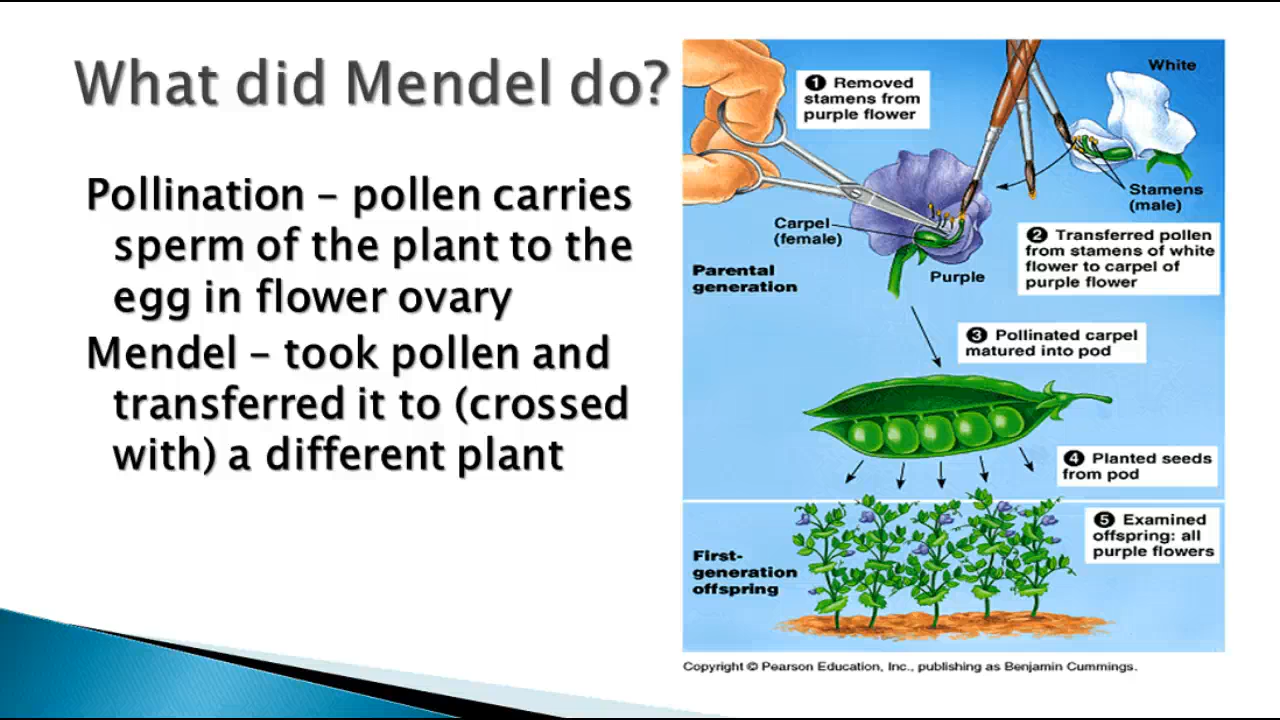 What did Mendel do?
Pollination – pollen carries
sperm of the plant to the
egg in flower ovary
Mendel – took pollen and
transferred it to (crossed
with) a different plant
1 Removed
stamens from
purple flower
White
Stamens
(male)
Carpel
(female)
Parental
generation
Purple
2 Transferred pollen
from stamens of white
flower to carpel of
purple flower
3 Pollinated carpel
matured into pod
4 Planted seeds
from pod
5 Examined
offspring: all
purple flowers
First-
generation
offspring
Copyright © Pearson Education, Inc., publishing as Benjamin Cummings.